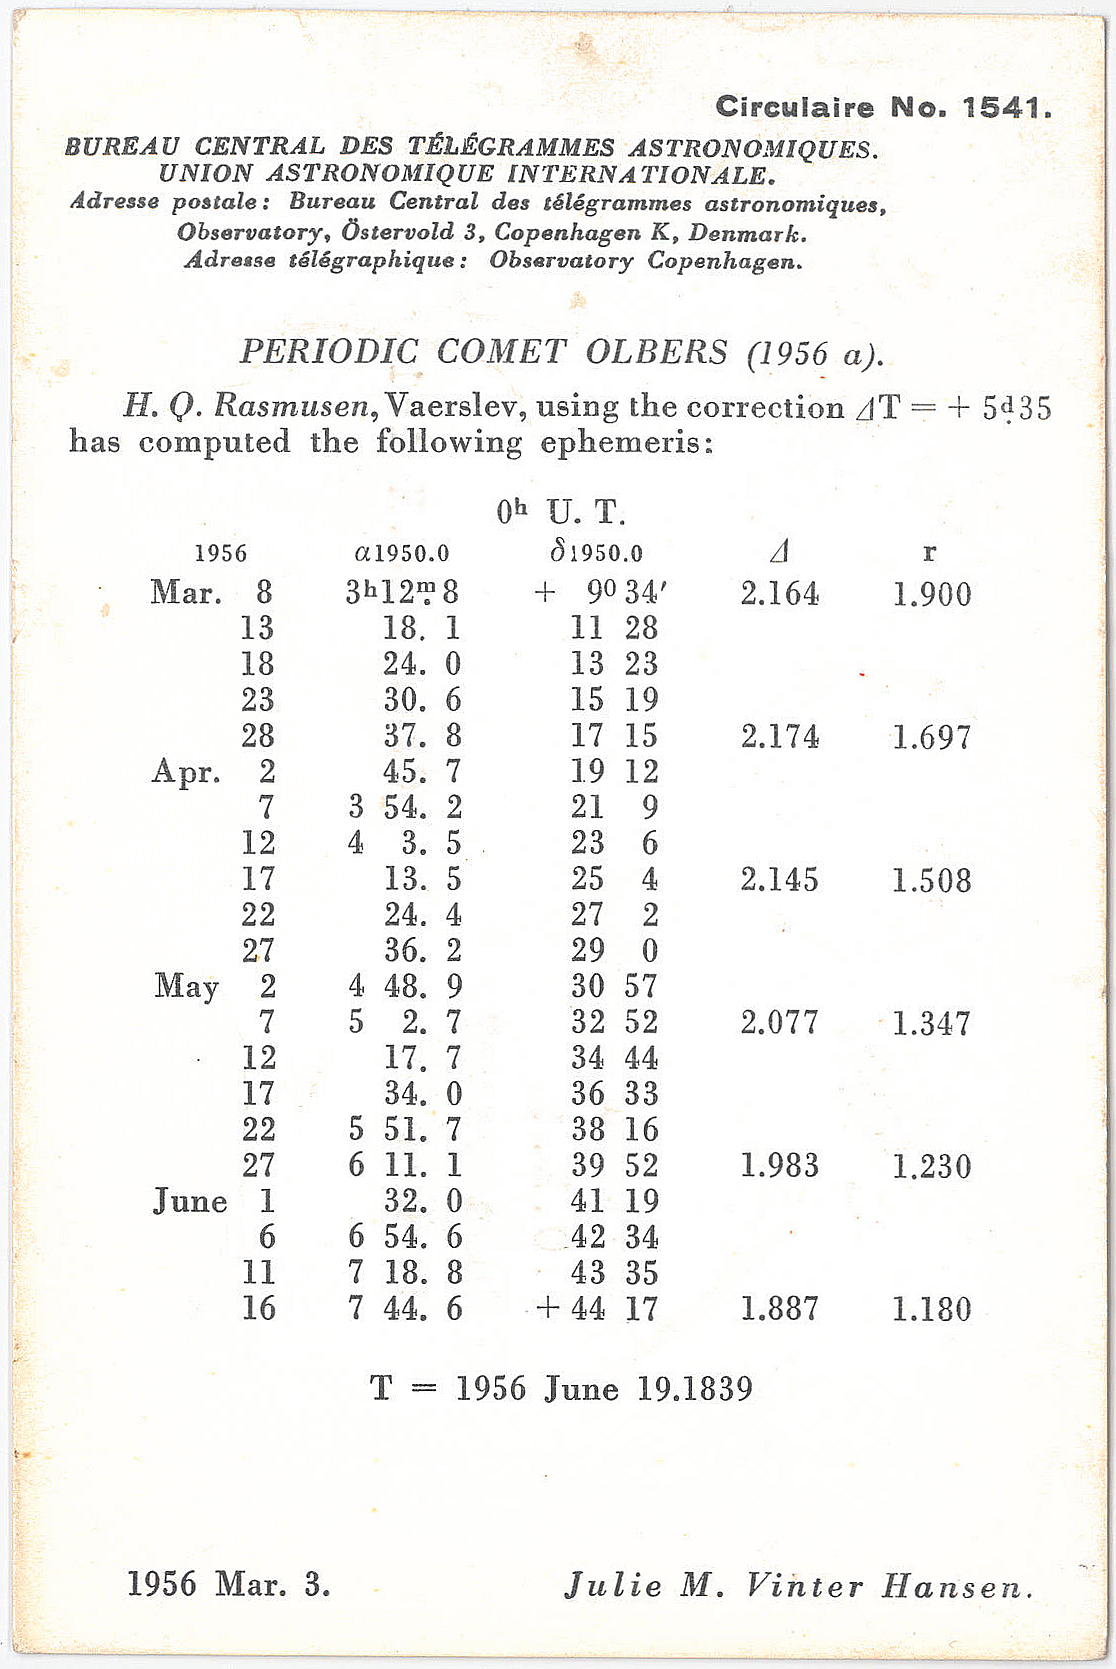 Circulaire No. 1541.
BUREAU CENTRAL DES TÉLÉGRAMMES ASTRONOMIQUES.
UNION ASTRONOMIQUE INTERNATIONALE.
Adresse postale: Bureau Central des télégrammes astronomiques,
Observatory, Östervold 3, Copenhagen K, Denmark.
Adresse télégraphique: Observatory Copenhagen.
PERIODIC COMET OLBERS (1956 a).
H. Q. Rasmusen, Vaerslev, using the correction ΔT = + 5ᵈ.35
has computed the following ephemeris:
0ʰ U. T.
1956 α1950.0 δ1950.0 Δ r
Mar. 8 3ʰ12ᵐ.8 + 9° 34′ 2.164 1.900
13 18. 1 11 28
18 24. 0 13 23
23 30. 6 15 19
28 37. 8 17 15 2.174 1.697
Apr. 2 45. 7 19 12
7 3 54. 2 21 9
12 4 3. 5 23 6
17 13. 5 25 4 2.145 1.508
22 24. 4 27 2
27 36. 2 29 0
May 2 4 48. 9 30 57
7 5 2. 7 32 52 2.077 1.347
12 17. 7 34 44
17 34. 0 36 33
22 5 51. 7 38 16
27 6 11. 1 39 52 1.983 1.230
June 1 32. 0 41 19
6 6 54. 6 42 34
11 7 18. 8 43 35
16 7 44. 6 + 44 17 1.887 1.180
T = 1956 June 19.1839
1956 Mar. 3. Julie M. Vinter Hansen.